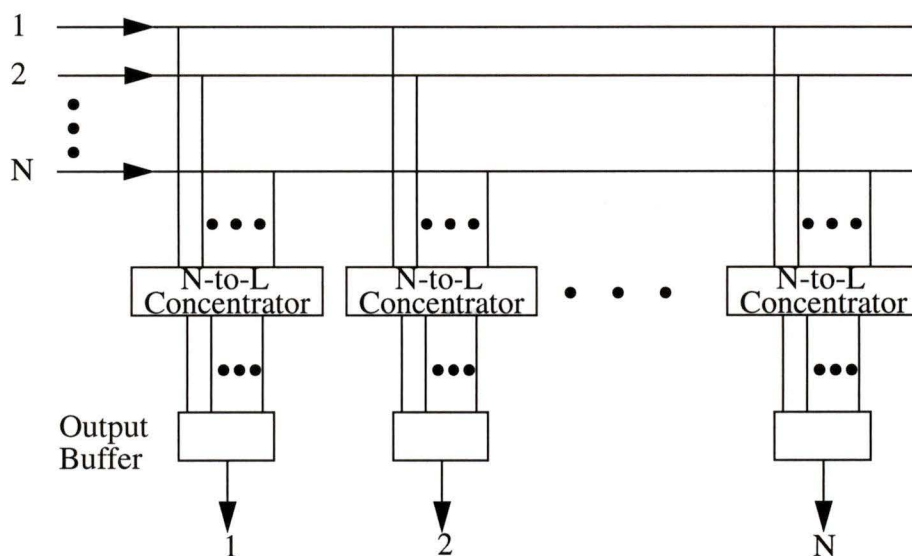 1
2
N
N-to-L
Concentrator
N-to-L
Concentrator
N-to-L
Concentrator
Output
Buffer
1
2
N